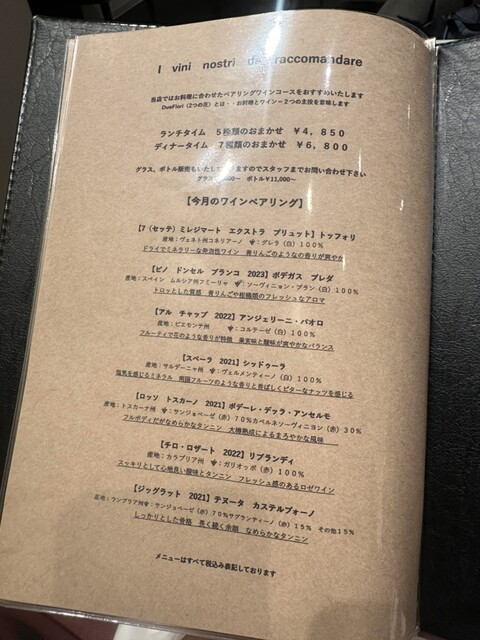 I vini nostri da raccomandare
当店ではお料理に合わせたペアリングワインコースをおすすめいたします
DueFiori（2つの花）とは・・お料理とワイン＝2つの主役を意味します
ランチタイム 5種類のおまかせ ￥4,850
ディナータイム 7種類のおまかせ ￥6,800
グラス、ボトル販売もいたしておりますのでスタッフまでお問い合わせ下さい
グラス ～ ボトル￥11,000～
【今月のワインペアリング】
【7（セッテ）ミレジマート エクストラ ブリュット】トッフォリ
産地：ヴェネト州コネリアーノ ：グレラ（白）100％
ドライでミネラリーな発泡性ワイン 青りんごのようなの香りが爽やか
【ピノ ドンセル ブランコ 2023】ボデガス ブレダ
産地：スペイン ムルシア州フミーリャ ：ソーヴィニョン・ブラン（白）100％
トロッとした質感 青りんごや柑橘類のフレッシュなアロマ
【アル チャップ 2022】アンジェリーニ・パオロ
産地：ピエモンテ州 ：コルテーゼ（白）100％
フルーティで花のような香りが特徴 果実味と酸味が爽やかなバランス
【スペーラ 2021】シッドゥーラ
産地：サルデーニャ州 ：ヴェルメンティーノ（白）100％
塩気を感じるミネラル 南国フルーツのような香りと香ばしくビターなナッツを感じる
【ロッソ トスカーノ 2021】ポデーレ・デッラ・アンセルモ
産地：トスカーナ州 ：サンジョベーゼ（赤）70％カベルネソーヴィニヨン（赤）30％
フルボディだがなめらかなタンニン 大樽熟成によるまろやかな風味
【チロ・ロザート 2022】リブランディ
産地：カラブリア州 ：ガリオッポ（赤）100％
スッキリとして心地良い酸味とタンニン フレッシュ感のあるロゼワイン
【ジッグラット 2021】テヌータ カステルブォーノ
産地：ウンブリア州 ：サンジョベーゼ（赤）70％サグランティーノ（赤）15％ その他15％
しっかりとした骨格 長く続く余韻 なめらかなタンニン
メニューはすべて税込み表記しております